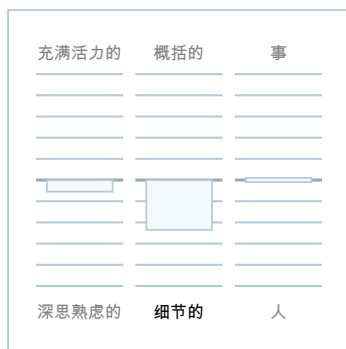 充满活力的 概括的 事
深思熟虑的 细节的 人